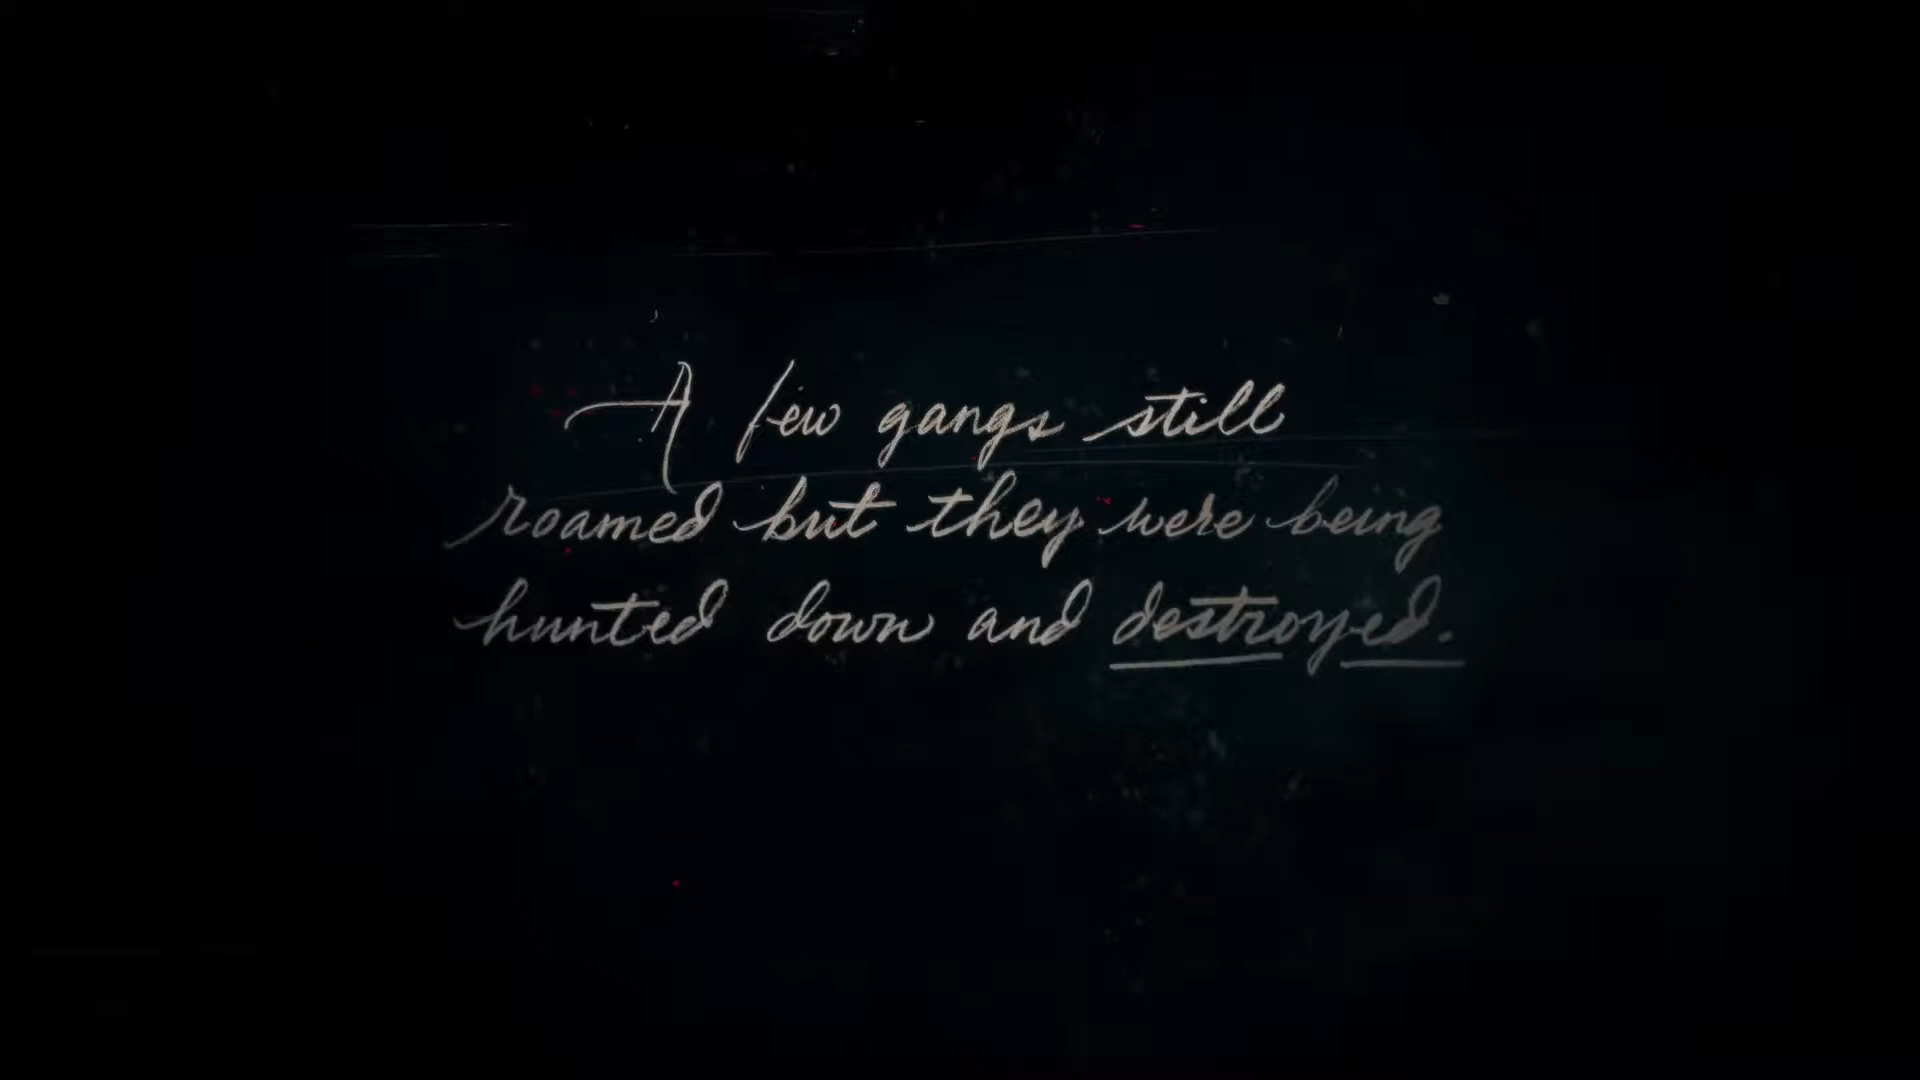 A few gangs still
roamed but they were being
hunted down and destroyed.